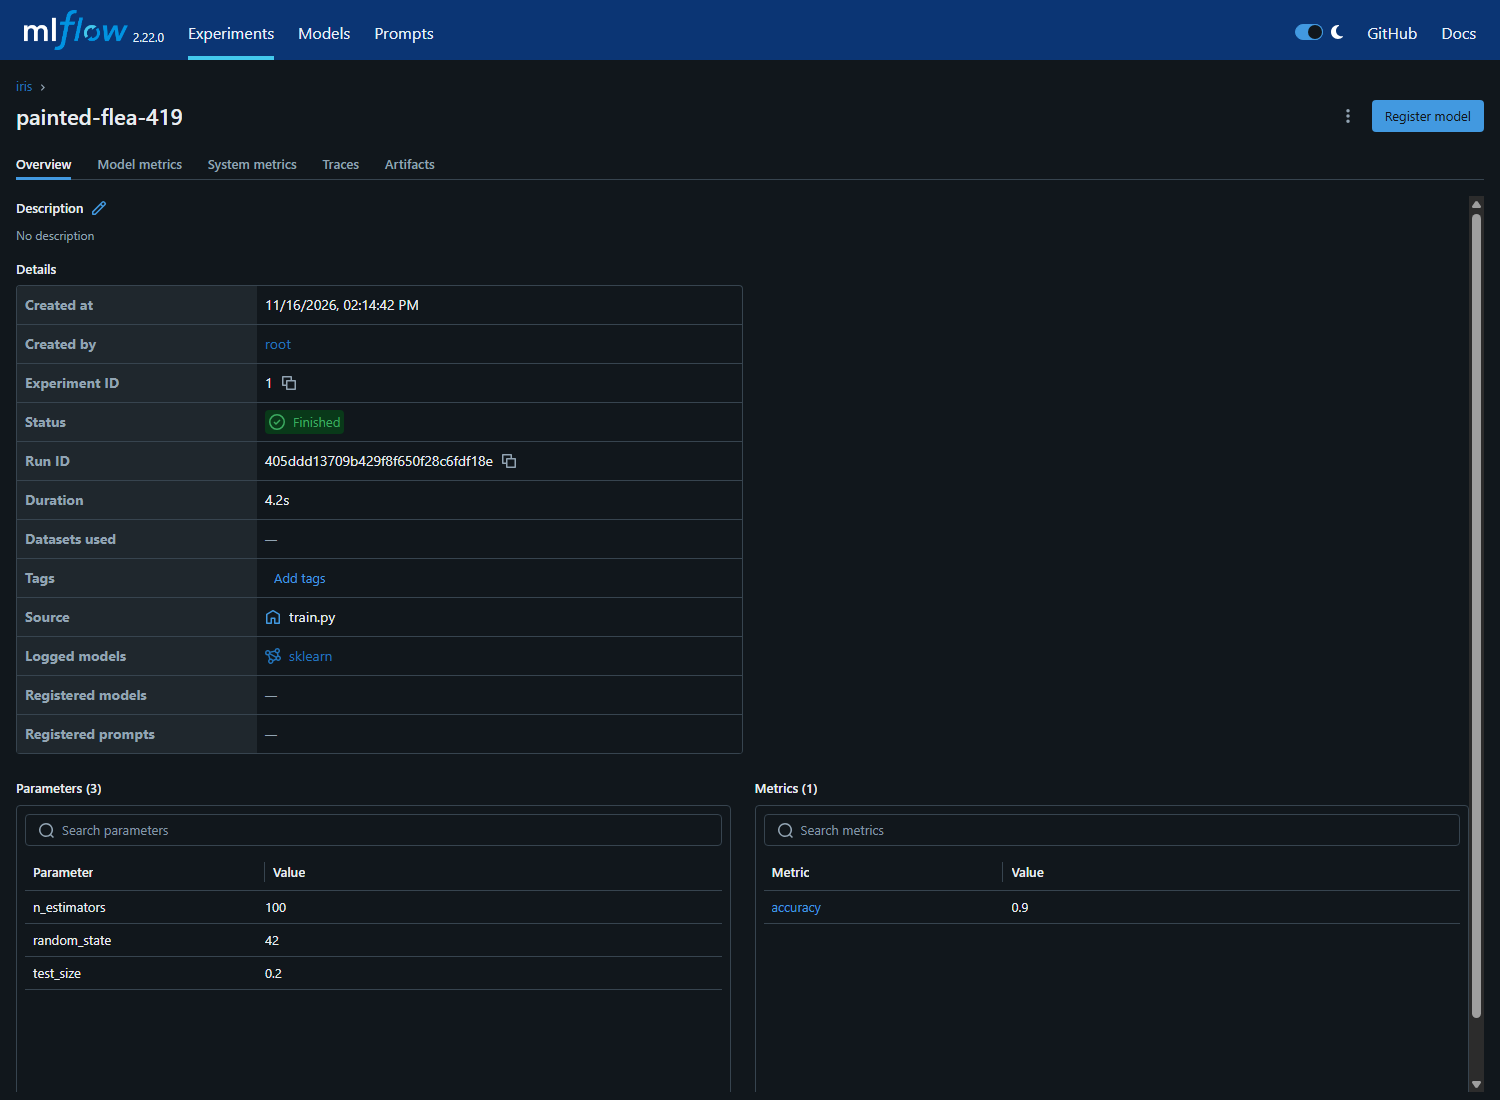 mlflow 2.22.0 Experiments Models Prompts GitHub Docs
iris ›
painted-flea-419
Register model
Overview Model metrics System metrics Traces Artifacts
Description
No description
Details
Created at 11/16/2026, 02:14:42 PM
Created by root
Experiment ID 1
Status Finished
Run ID 405ddd13709b429f8f650f28c6fdf18e
Duration 4.2s
Datasets used —
Tags Add tags
Source train.py
Logged models sklearn
Registered models —
Registered prompts —
Parameters (3)
Search parameters
Parameter Value
n_estimators 100
random_state 42
test_size 0.2
Metrics (1)
Search metrics
Metric Value
accuracy 0.9